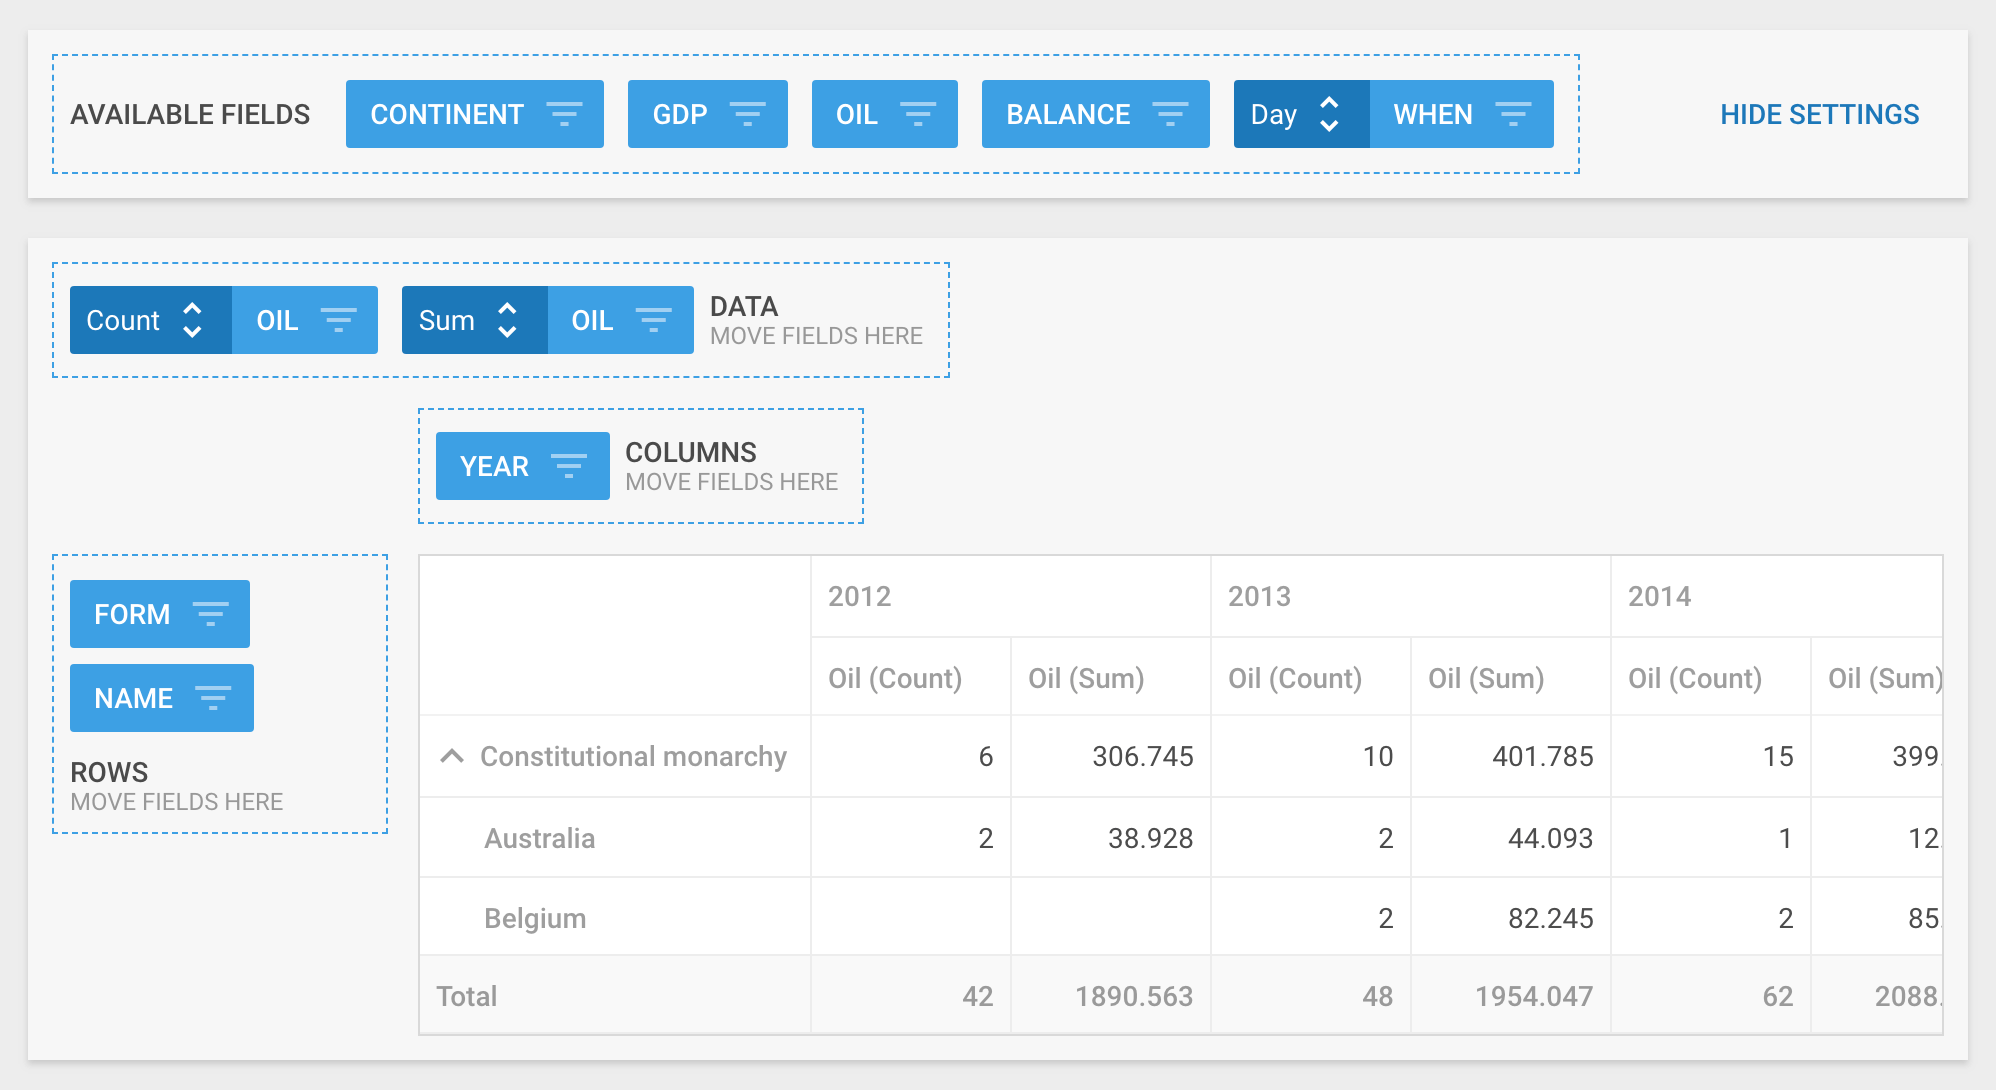 AVAILABLE FIELDS CONTINENT GDP OIL BALANCE Day WHEN HIDE SETTINGS
Count OIL Sum OIL DATA
MOVE FIELDS HERE
YEAR COLUMNS
MOVE FIELDS HERE
FORM
NAME
ROWS
MOVE FIELDS HERE
2012 2013 2014
Oil (Count) Oil (Sum) Oil (Count) Oil (Sum) Oil (Count) Oil (Sum)
Constitutional monarchy 6 306.745 10 401.785 15 399.
Australia 2 38.928 2 44.093 1 12.
Belgium 2 82.245 2 85.
Total 42 1890.563 48 1954.047 62 2088.